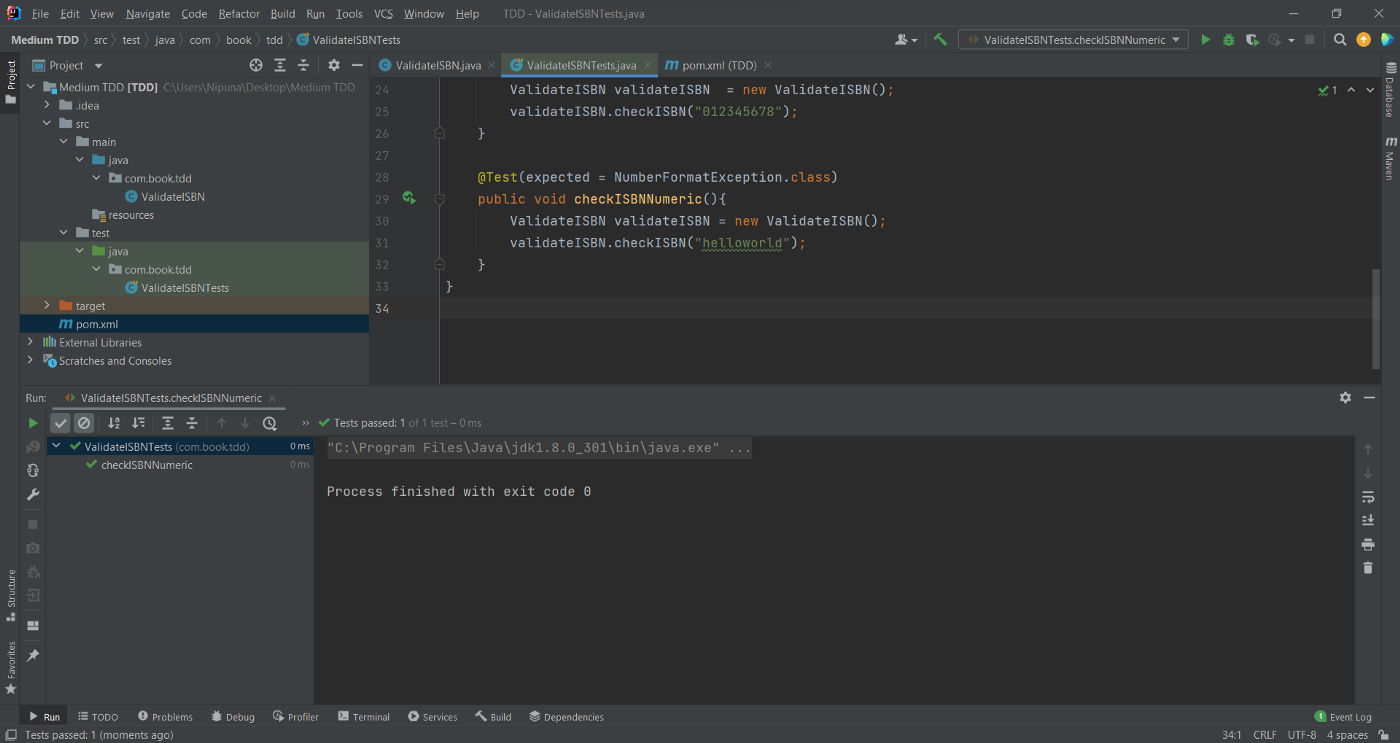 File Edit View Navigate Code Refactor Build Run Tools VCS Window Help TDD - ValidateISBNTests.java
Medium TDD src test java com book tdd ValidateISBNTests ValidateISBNTests.checkISBNNumeric
Project
Project
Medium TDD [TDD] C:\Users\Nipuna\Desktop\Medium TDD
.idea
src
main
java
com.book.tdd
ValidateISBN
resources
test
java
com.book.tdd
ValidateISBNTests
target
pom.xml
External Libraries
Scratches and Consoles
ValidateISBN.java ValidateISBNTests.java pom.xml (TDD)
24 ValidateISBN validateISBN  = new ValidateISBN();
25 validateISBN.checkISBN("012345678");
26 }
27
28 @Test(expected = NumberFormatException.class)
29 public void checkISBNNumeric(){
30 ValidateISBN validateISBN = new ValidateISBN();
31 validateISBN.checkISBN("helloworld");
32 }
33 }
34
1
Database
Maven
Run: ValidateISBNTests.checkISBNNumeric
Tests passed: 1 of 1 test – 0 ms
ValidateISBNTests (com.book.tdd) 0 ms
checkISBNNumeric 0 ms
"C:\Program Files\Java\jdk1.8.0_301\bin\java.exe" ...
Process finished with exit code 0
Structure
Favorites
Run TODO Problems Debug Profiler Terminal Services Build Dependencies 1 Event Log
Tests passed: 1 (moments ago) 34:1 CRLF UTF-8 4 spaces